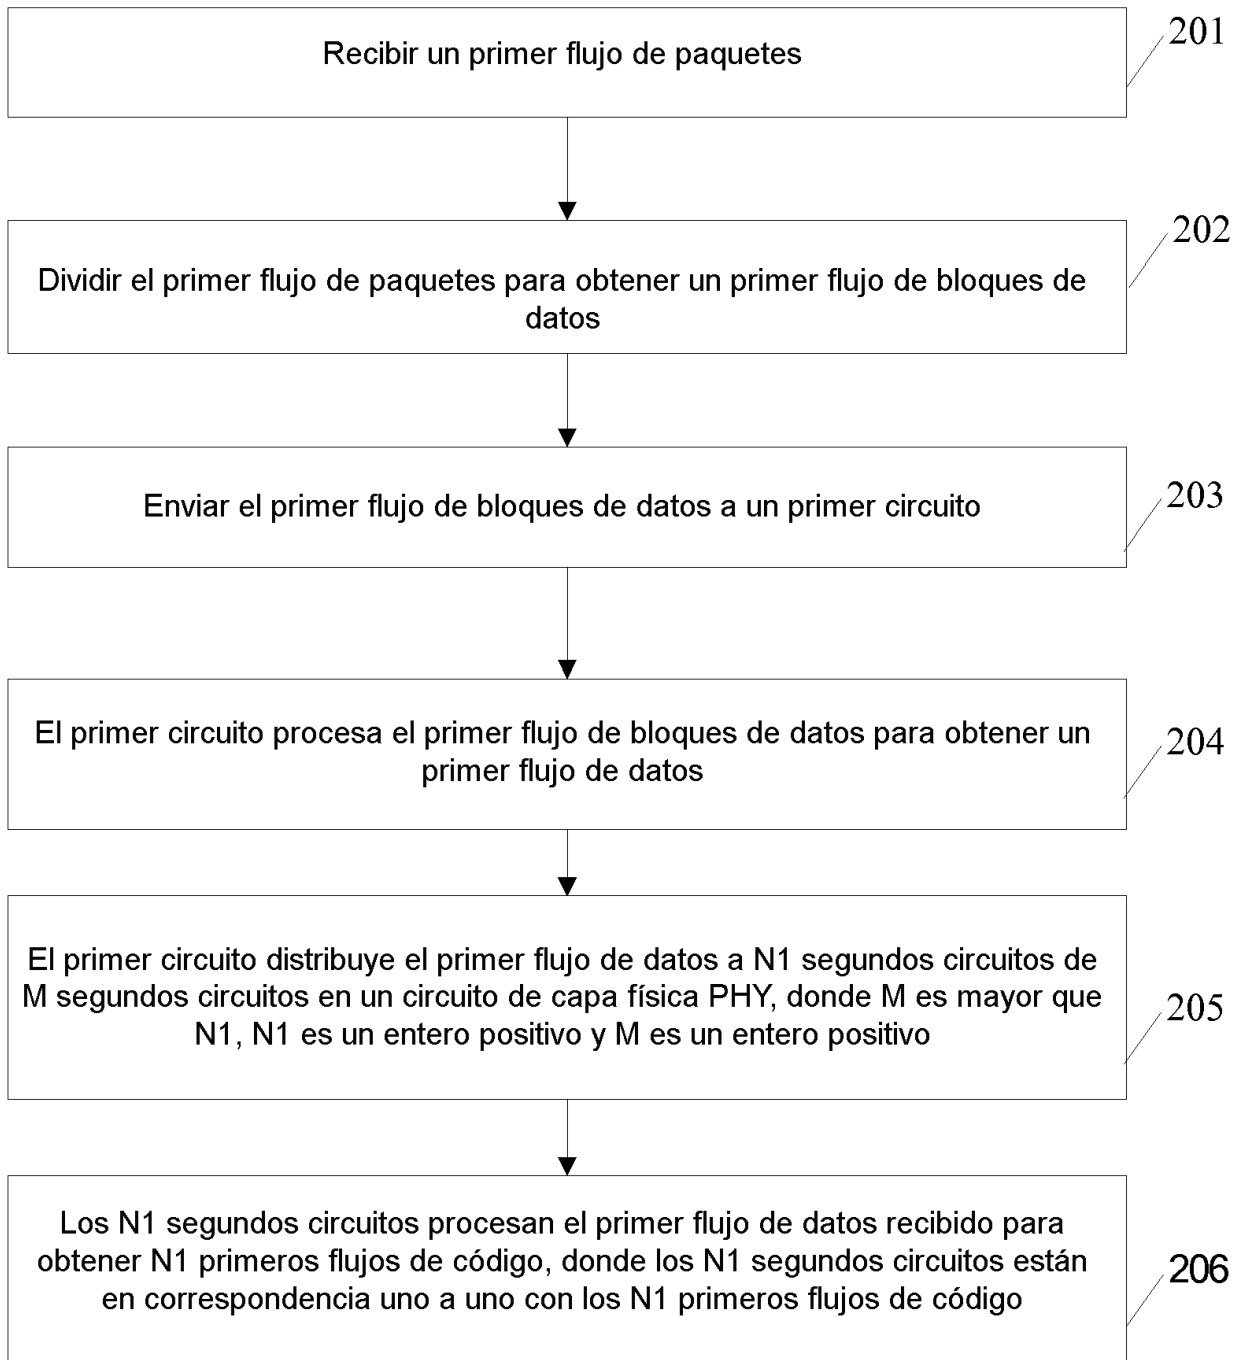 Recibir un primer flujo de paquetes
201
Dividir el primer flujo de paquetes para obtener un primer flujo de bloques de
datos
202
Enviar el primer flujo de bloques de datos a un primer circuito
203
El primer circuito procesa el primer flujo de bloques de datos para obtener un
primer flujo de datos
204
El primer circuito distribuye el primer flujo de datos a N1 segundos circuitos de
M segundos circuitos en un circuito de capa física PHY, donde M es mayor que
N1, N1 es un entero positivo y M es un entero positivo
205
Los N1 segundos circuitos procesan el primer flujo de datos recibido para
obtener N1 primeros flujos de código, donde los N1 segundos circuitos están
en correspondencia uno a uno con los N1 primeros flujos de código
206